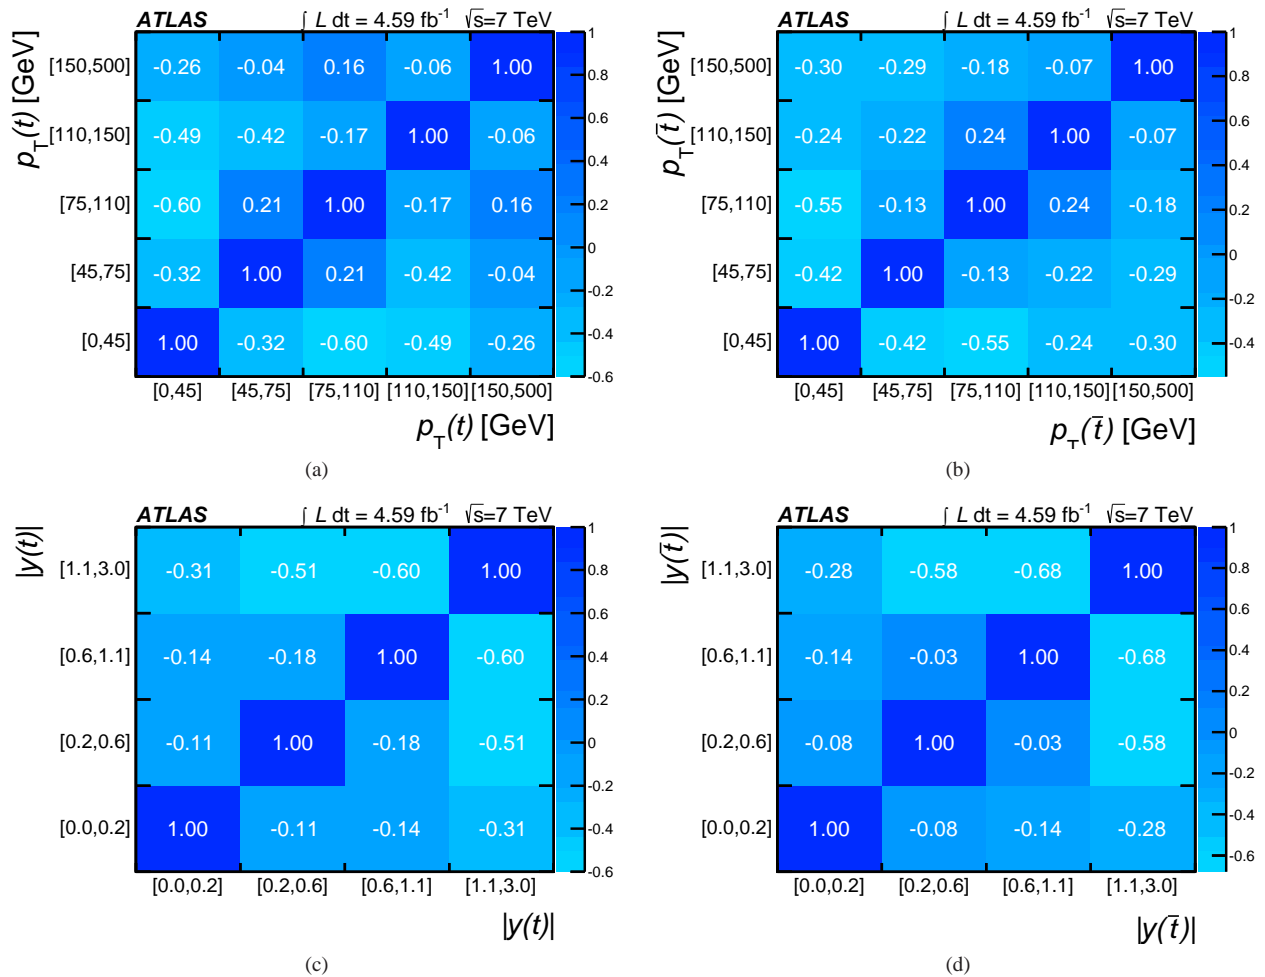 ATLAS ∫ L dt = 4.59 fb⁻¹ √s=7 TeV
p_T(t) [GeV]
[150,500] -0.26 -0.04 0.16 -0.06 1.00
[110,150] -0.49 -0.42 -0.17 1.00 -0.06
[75,110] -0.60 0.21 1.00 -0.17 0.16
[45,75] -0.32 1.00 0.21 -0.42 -0.04
[0,45] 1.00 -0.32 -0.60 -0.49 -0.26
[0,45] [45,75] [75,110] [110,150] [150,500]
p_T(t) [GeV]
1
0.8
0.6
0.4
0.2
0
-0.2
-0.4
-0.6
(a)
ATLAS ∫ L dt = 4.59 fb⁻¹ √s=7 TeV
p_T(t̄) [GeV]
[150,500] -0.30 -0.29 -0.18 -0.07 1.00
[110,150] -0.24 -0.22 0.24 1.00 -0.07
[75,110] -0.55 -0.13 1.00 0.24 -0.18
[45,75] -0.42 1.00 -0.13 -0.22 -0.29
[0,45] 1.00 -0.42 -0.55 -0.24 -0.30
[0,45] [45,75] [75,110] [110,150] [150,500]
p_T(t̄) [GeV]
1
0.8
0.6
0.4
0.2
0
-0.2
-0.4
(b)
ATLAS ∫ L dt = 4.59 fb⁻¹ √s=7 TeV
|y(t)|
[1.1,3.0] -0.31 -0.51 -0.60 1.00
[0.6,1.1] -0.14 -0.18 1.00 -0.60
[0.2,0.6] -0.11 1.00 -0.18 -0.51
[0.0,0.2] 1.00 -0.11 -0.14 -0.31
[0.0,0.2] [0.2,0.6] [0.6,1.1] [1.1,3.0]
|y(t)|
1
0.8
0.6
0.4
0.2
0
-0.2
-0.4
-0.6
(c)
ATLAS ∫ L dt = 4.59 fb⁻¹ √s=7 TeV
|y(t̄)|
[1.1,3.0] -0.28 -0.58 -0.68 1.00
[0.6,1.1] -0.14 -0.03 1.00 -0.68
[0.2,0.6] -0.08 1.00 -0.03 -0.58
[0.0,0.2] 1.00 -0.08 -0.14 -0.28
[0.0,0.2] [0.2,0.6] [0.6,1.1] [1.1,3.0]
|y(t̄)|
1
0.8
0.6
0.4
0.2
0
-0.2
-0.4
-0.6
(d)